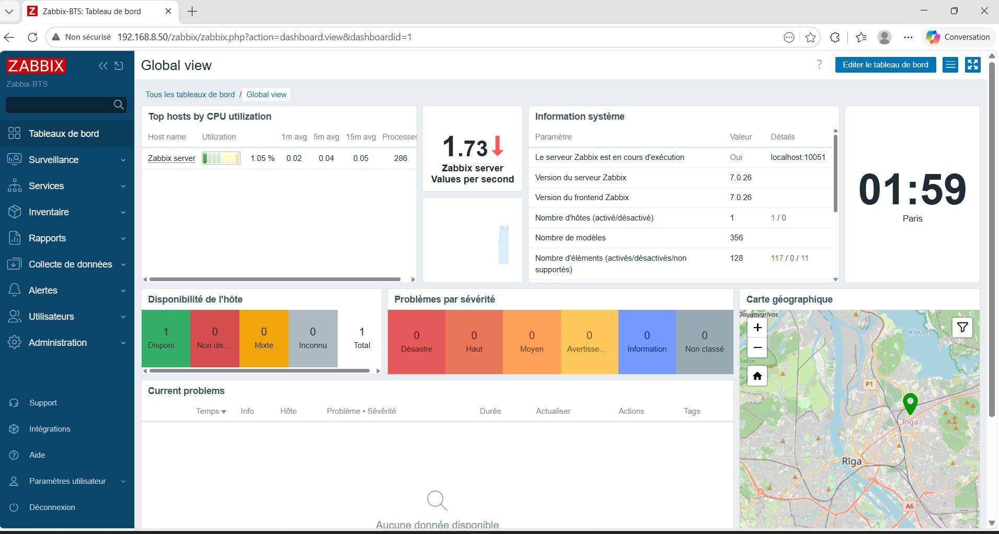 Zabbix-BTS: Tableau de bord
Non sécurisé 192.168.8.50/zabbix/zabbix.php?action=dashboard.view&dashboardid=1
Conversation
ZABBIX
Zabbix-BTS
Tableaux de bord
Surveillance
Services
Inventaire
Rapports
Collecte de données
Alertes
Utilisateurs
Administration
Support
Intégrations
Aide
Paramètres utilisateur
Déconnexion
Global view
? Editer le tableau de bord
Tous les tableaux de bord / Global view
Top hosts by CPU utilization
Host name Utilization 1m avg 5m avg 15m avg Processes
Zabbix server 1.05 % 0.02 0.04 0.05 286
1.73
Zabbix server
Values per second
Information système
Paramètre Valeur Détails
Le serveur Zabbix est en cours d'exécution Oui localhost:10051
Version du serveur Zabbix 7.0.26
Version du frontend Zabbix 7.0.26
Nombre d'hôtes (activé/désactivé) 1 1 / 0
Nombre de modèles 356
Nombre d'éléments (activés/désactivés/non 128 117 / 0 / 11
supportés)
01:59
Paris
Disponibilité de l'hôte
1 0 0 0 1
Disponi... Non dis... Mixte Inconnu Total
Problèmes par sévérité
0 0 0 0 0 0
Désastre Haut Moyen Avertisse... Information Non classé
Current problems
Temps Info Hôte Problème • Sévérité Durée Actualiser Actions Tags
Aucune donnée disponible
Carte géographique
Daugavgrīvas
Ķīšezers
+
−
P1
Rīga
Rīga
A6